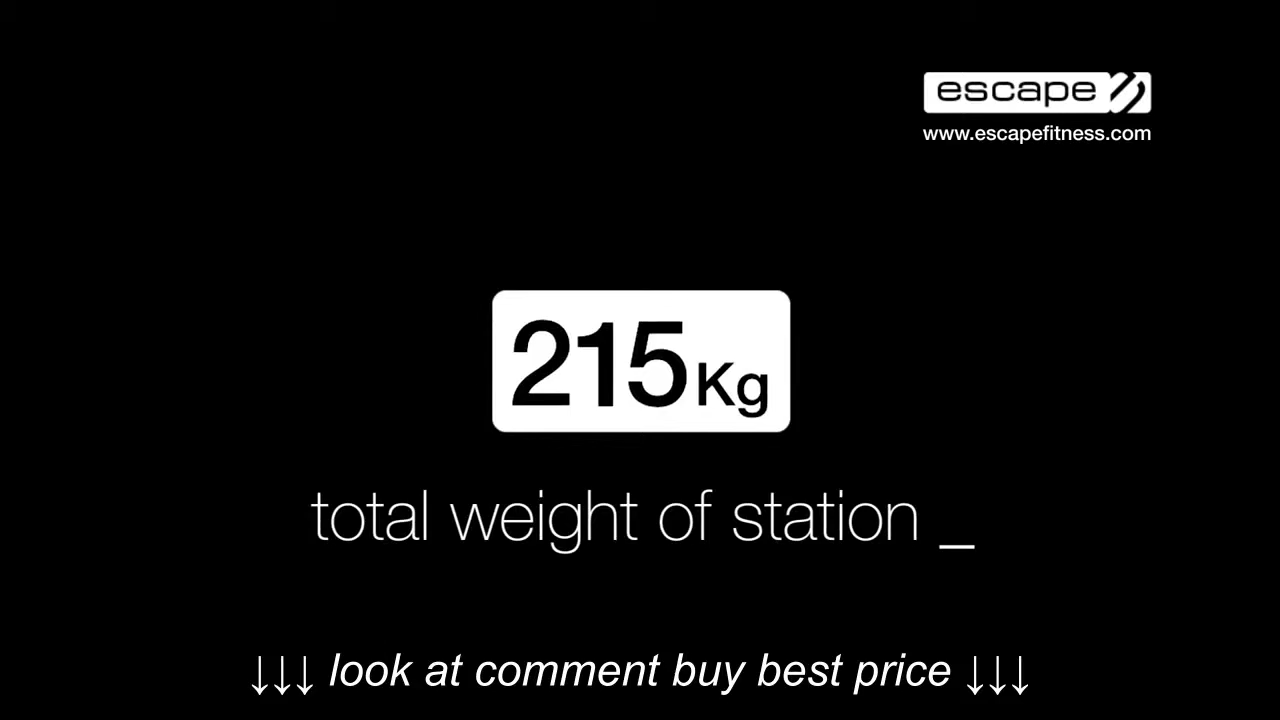 escape
www.escapefitness.com
215Kg
total weight of station _
↓↓↓ look at comment buy best price ↓↓↓